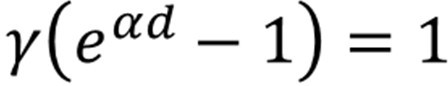 γ(e^{αd} − 1) = 1